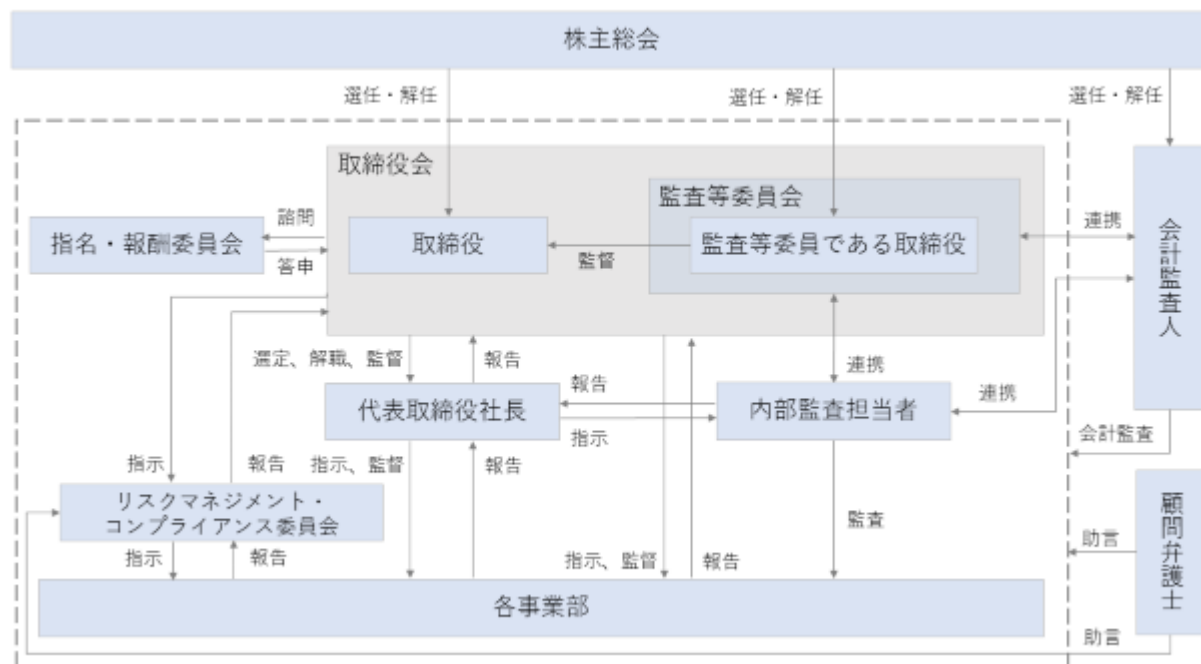 株主総会
選任・解任
選任・解任
選任・解任
取締役会
監査等委員会
指名・報酬委員会
諮問
答申
取締役
監督
監査等委員である取締役
連携
会計監査人
選定、解職、監督
報告
連携
代表取締役社長
報告
指示
内部監査担当者
連携
会計監査
指示
報告
指示、監督
報告
リスクマネジメント・
コンプライアンス委員会
監査
顧問弁護士
助言
指示
報告
指示、監督
報告
各事業部
助言